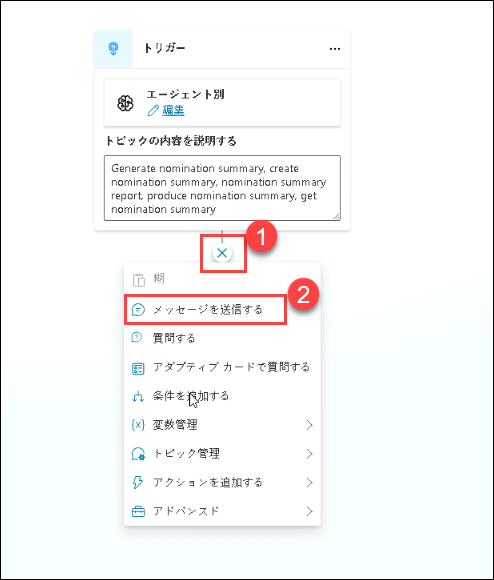 トリガー
エージェント別
編集
トピックの内容を説明する
Generate nomination summary, create
nomination summary, nomination summary
report, produce nomination summary, get
nomination summary
1
糊
2
メッセージを送信する
質問する
アダプティブ カードで質問する
条件を追加する
変数管理
トピック管理
アクションを追加する
アドバンスド